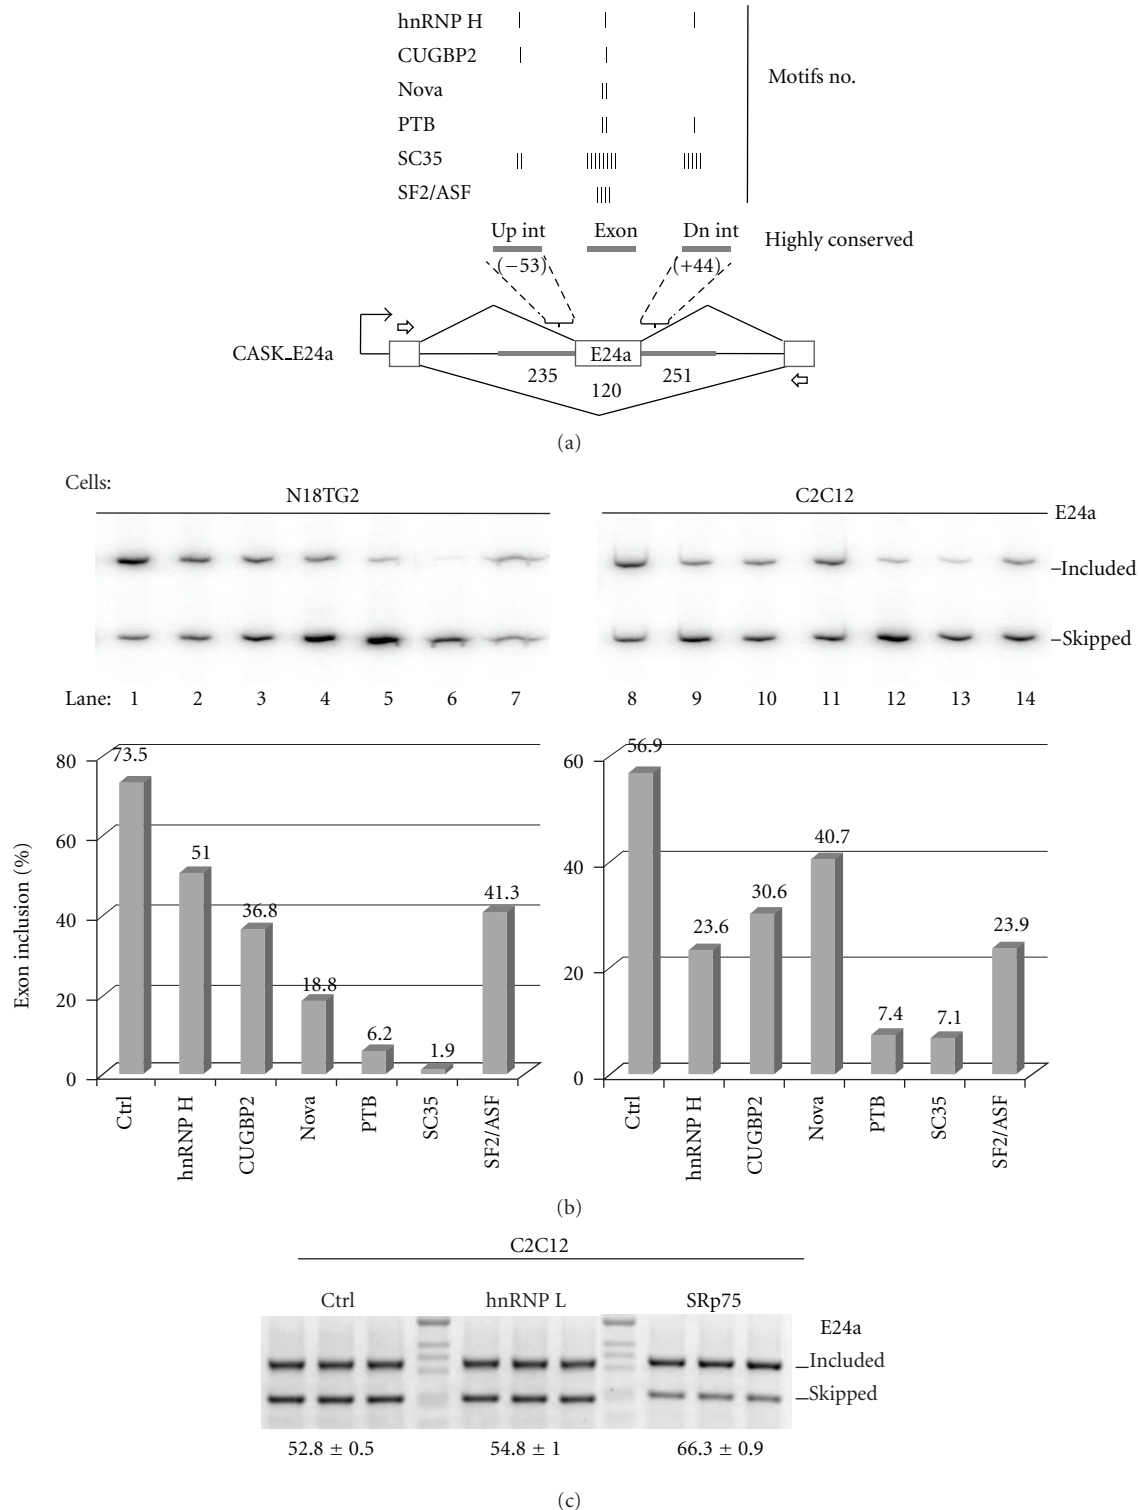 hnRNP H
CUGBP2
Nova
PTB
SC35
SF2/ASF
Motifs no.
Up int
Exon
Dn int
Highly conserved
(−53)
(+44)
CASK_E24a
E24a
235
120
251
(a)
Cells:
N18TG2
C2C12
E24a
Included
Skipped
Lane: 1 2 3 4 5 6 7 8 9 10 11 12 13 14
Exon inclusion (%)
80
60
40
20
0
73.5
51
36.8
18.8
6.2
1.9
41.3
Ctrl
hnRNP H
CUGBP2
Nova
PTB
SC35
SF2/ASF
60
40
20
0
56.9
23.6
30.6
40.7
7.4
7.1
23.9
Ctrl
hnRNP H
CUGBP2
Nova
PTB
SC35
SF2/ASF
(b)
C2C12
Ctrl
hnRNP L
SRp75
E24a
Included
Skipped
52.8 ± 0.5
54.8 ± 1
66.3 ± 0.9
(c)